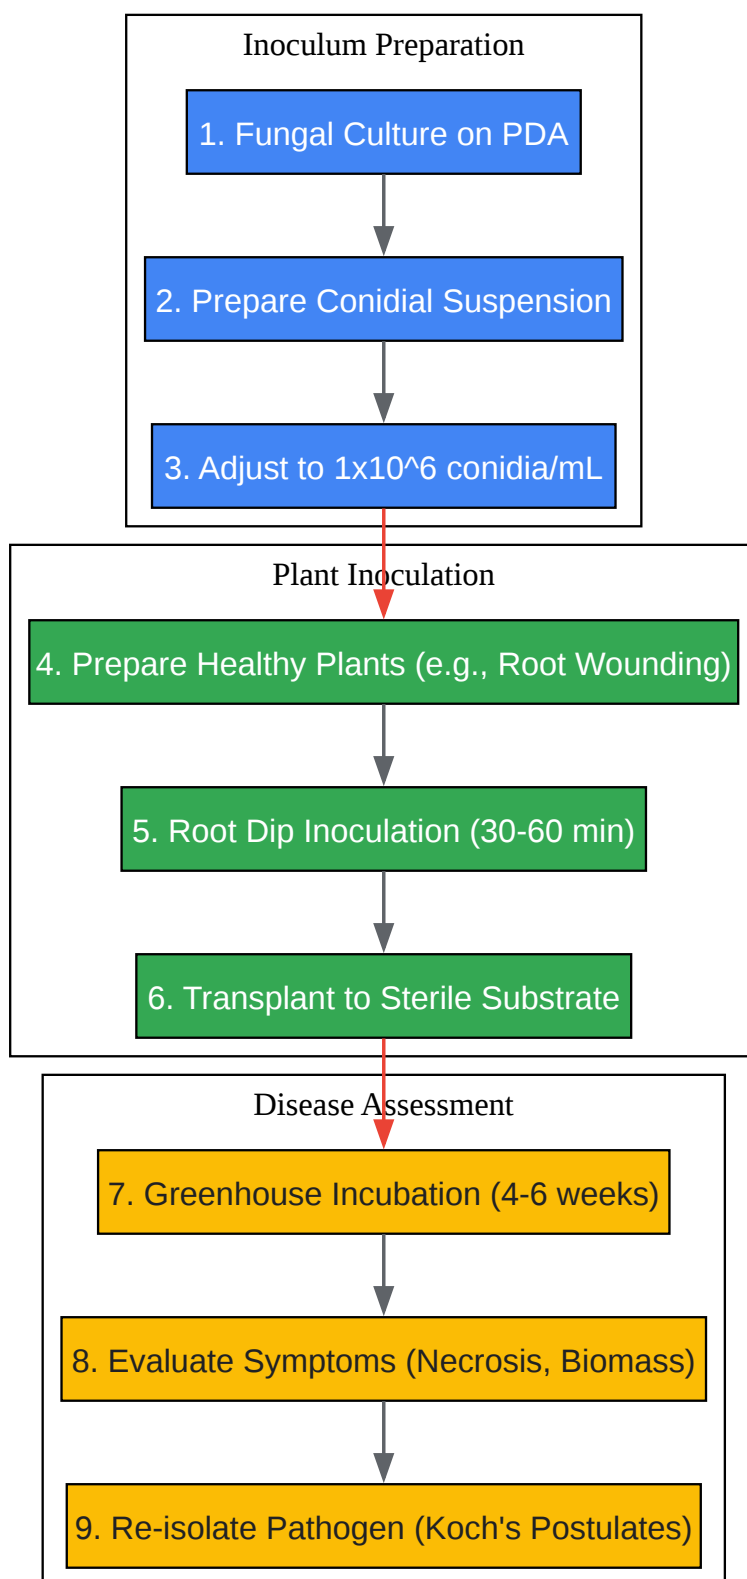 Inoculum Preparation
1. Fungal Culture on PDA
2. Prepare Conidial Suspension
3. Adjust to 1x10^6 conidia/mL
Plant Inoculation
4. Prepare Healthy Plants (e.g., Root Wounding)
5. Root Dip Inoculation (30-60 min)
6. Transplant to Sterile Substrate
Disease Assessment
7. Greenhouse Incubation (4-6 weeks)
8. Evaluate Symptoms (Necrosis, Biomass)
9. Re-isolate Pathogen (Koch's Postulates)